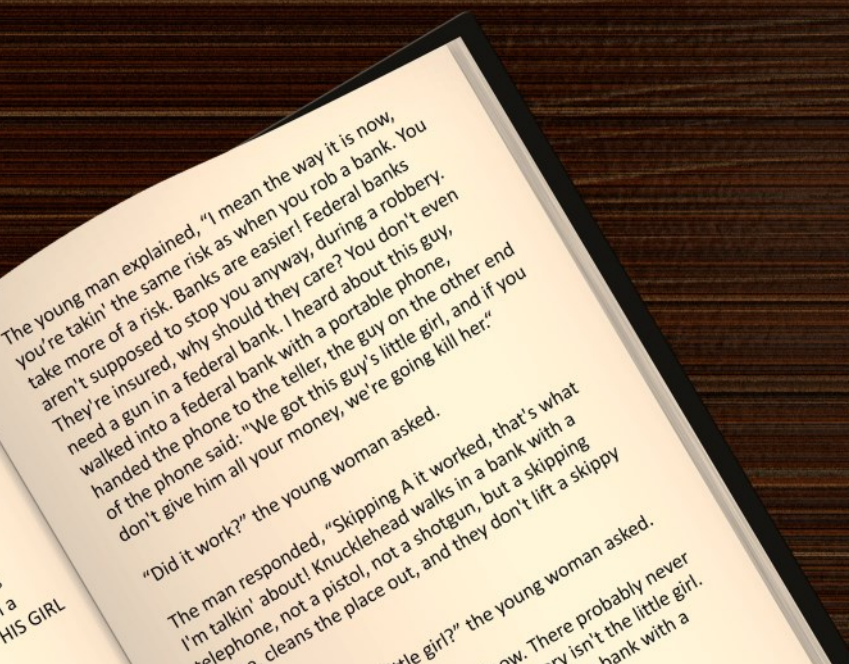 The young man explained, “I mean the way it is now,
you’re takin' the same risk as when you rob a bank. You
take more of a risk. Banks are easier! Federal banks
aren't supposed to stop you anyway, during a robbery.
They're insured, why should they care? You don't even
need a gun in a federal bank. I heard about this guy,
walked into a federal bank with a portable phone,
handed the phone to the teller, the guy on the other end
of the phone said: "We got this guy's little girl, and if you
don't give him all your money, we're going kill her.“
“Did it work?” the young woman asked.
The man responded, “Skipping A it worked, that's what
I'm talkin' about! Knucklehead walks in a bank with a
telephone, not a pistol, not a shotgun, but a skipping
cleans the place out, and they don't lift a skippy
little girl?” the young woman asked.
There probably never
isn't the little girl.
bank with a
a
HIS GIRL